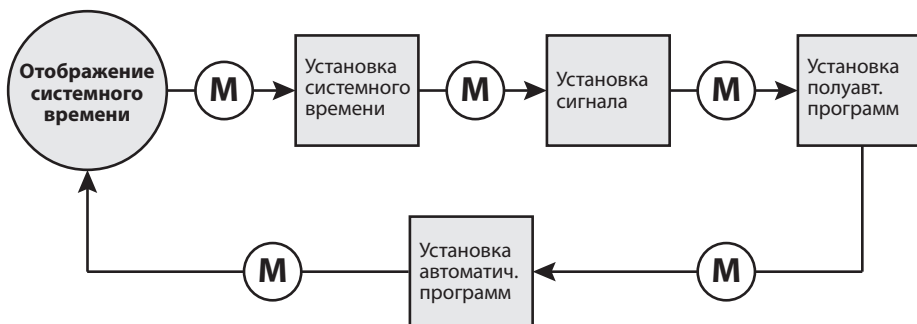 Отображение
системного
времени
М
Установка
системного
времени
М
Установка
сигнала
М
Установка
полуавт.
программ
М
Установка
автоматич.
программ
М